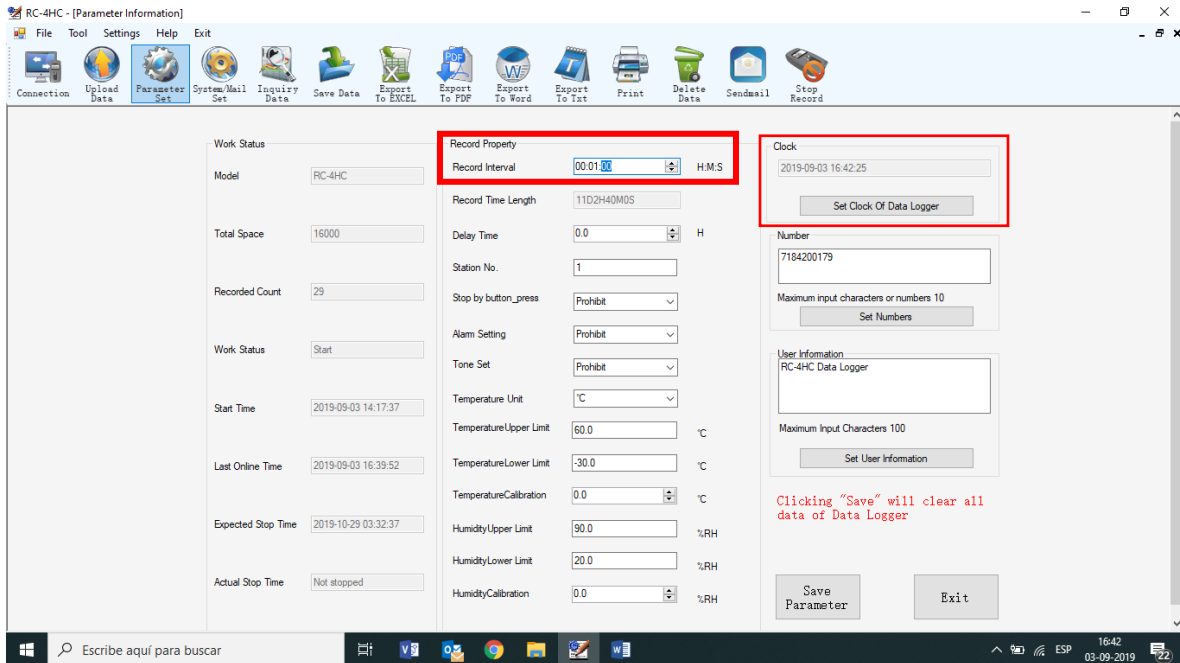 RC-4HC - [Parameter Information]
File Tool Settings Help Exit
Connection
Upload Data
Parameter Set
System/Mail Set
Inquiry Data
Save Data
Export To EXCEL
Export To PDF
Export To Word
Export To Txt
Print
Delete Data
Sendmail
Stop Record
Work Status
Model RC-4HC
Total Space 16000
Recorded Count 29
Work Status Start
Start Time 2019-09-03 14:17:37
Last Online Time 2019-09-03 16:39:52
Expected Stop Time 2019-10-29 03:32:37
Actual Stop Time Not stopped
Record Property
Record Interval 00:01:00 H:M:S
Record Time Length 11D2H40M0S
Delay Time 0.0 H
Station No. 1
Stop by button_press Prohibit
Alarm Setting Prohibit
Tone Set Prohibit
Temperature Unit °C
TemperatureUpper Limit 60.0 °C
TemperatureLower Limit -30.0 °C
TemperatureCalibration 0.0 °C
HumidityUpper Limit 90.0 %RH
HumidityLower Limit 20.0 %RH
HumidityCalibration 0.0 %RH
Clock
2019-09-03 16:42:25
Set Clock Of Data Logger
Number
7184200179
Maximum input characters or numbers 10
Set Numbers
User Information
RC-4HC Data Logger
Maximum Input Characters 100
Set User Information
Clicking "Save" will clear all
data of Data Logger
Save
Parameter
Exit
Escribe aquí para buscar
ESP
16:42
03-09-2019
22